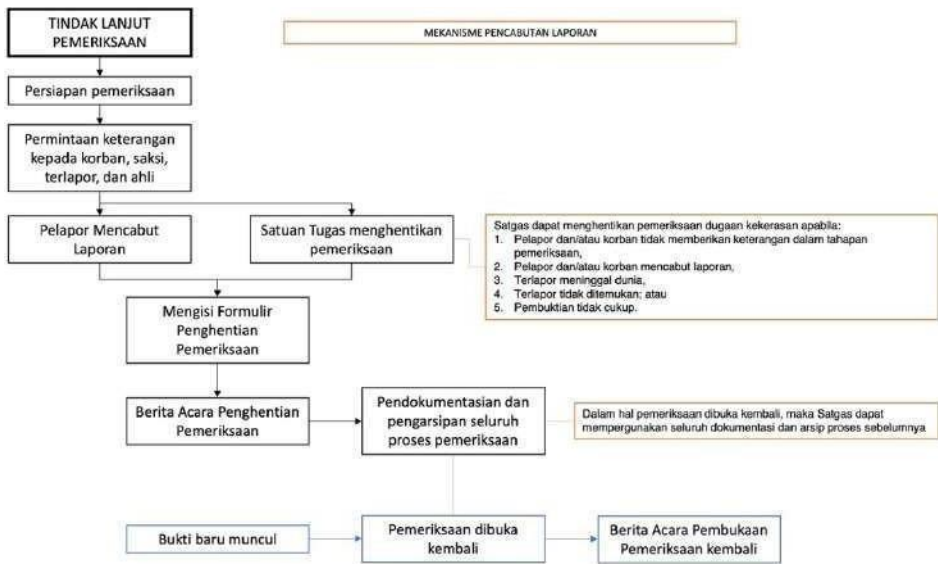 TINDAK LANJUT
PEMERIKSAAN
MEKANISME PENCABUTAN LAPORAN
Persiapan pemeriksaan
Permintaan keterangan
kepada korban, saksi,
terlapor, dan ahli
Pelapor Mencabut
Laporan
Satuan Tugas menghentikan
pemeriksaan
Satgas dapat menghentikan pemeriksaan dugaan kekerasan apabila:
1. Pelapor dan/atau korban tidak memberikan keterangan dalam tahapan
pemeriksaan,
2. Pelapor dan/atau korban mencabut laporan,
3. Terlapor meninggal dunia,
4. Terlapor tidak ditemukan; atau
5. Pembuktian tidak cukup.
Mengisi Formulir
Penghentian
Pemeriksaan
Berita Acara Penghentian
Pemeriksaan
Pendokumentasian dan
pengarsipan seluruh
proses pemeriksaan
Dalam hal pemeriksaan dibuka kembali, maka Satgas dapat
mempergunakan seluruh dokumentasi dan arsip proses sebelumnya
Bukti baru muncul
Pemeriksaan dibuka
kembali
Berita Acara Pembukaan
Pemeriksaan kembali